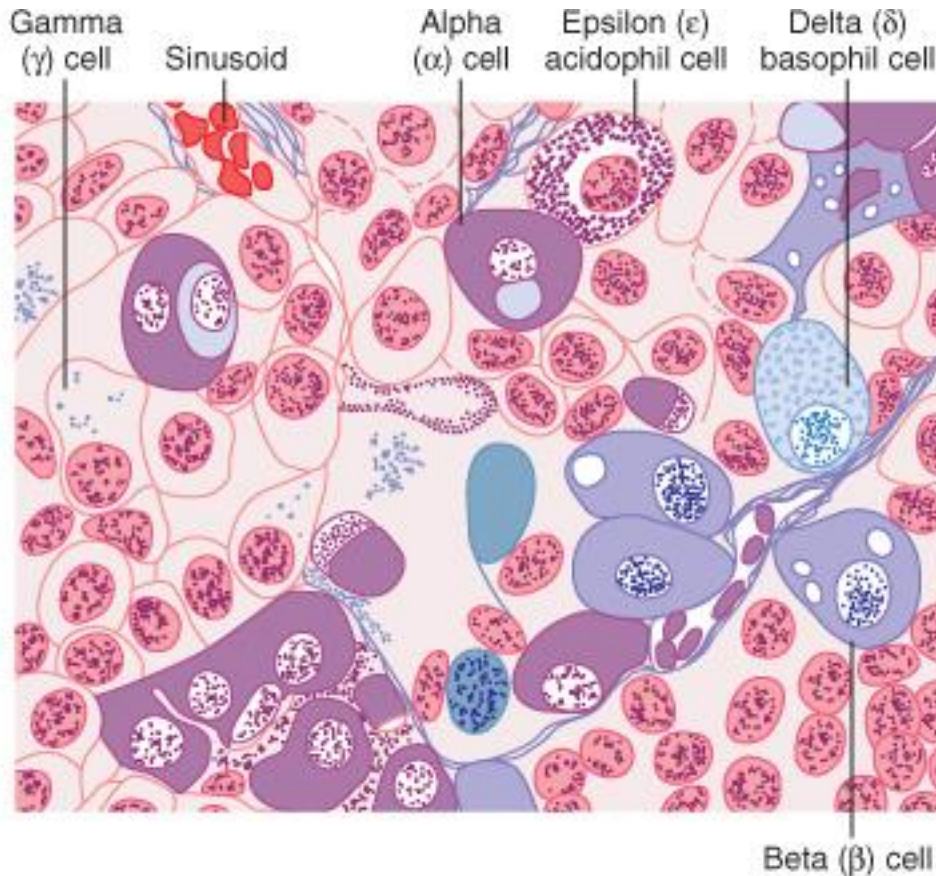 Gamma
(γ) cell
Sinusoid
Alpha
(α) cell
Epsilon (ε)
acidophil cell
Delta (δ)
basophil cell
Beta (β) cell